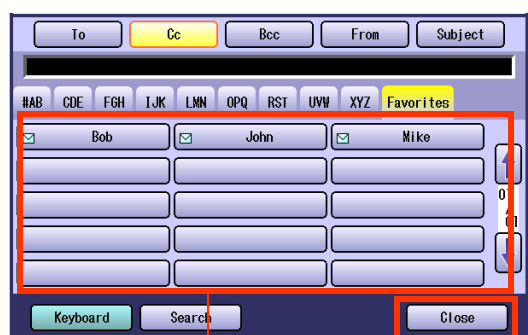 To Cc Bcc From Subject
#AB CDE FGH IJK LMN OPQ RST UVW XYZ Favorites
Bob John Mike
Keyboard Search Close